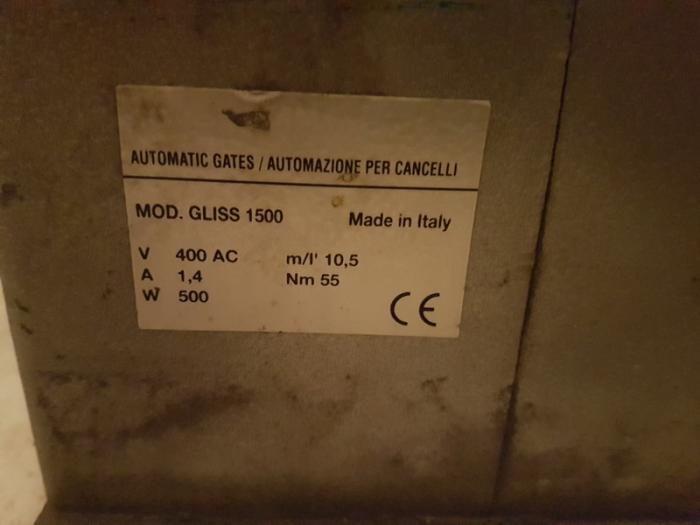 AUTOMATIC GATES / AUTOMAZIONE PER CANCELLI
MOD. GLISS 1500 Made in Italy
V 400 AC m/l' 10,5
A 1,4 Nm 55
W 500
CE